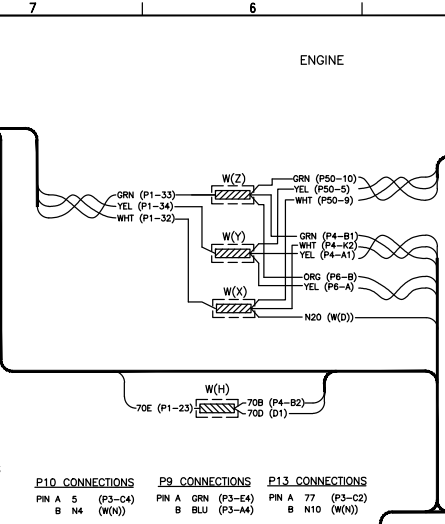 7 6
ENGINE
W(Z)
GRN (P1-33)
YEL (P1-34)
WHT (P1-32)
GRN (P50-10)
YEL (P50-5)
WHT (P50-9)
W(Y)
GRN (P4-B1)
WHT (P4-K2)
YEL (P4-A1)
ORG (P6-B)
YEL (P6-A)
W(X)
N20 (W(D))
W(H)
70E (P1-23)
70B (P4-B2)
70D (D1)
P10 CONNECTIONS P9 CONNECTIONS P13 CONNECTIONS
PIN A 5 (P3-C4) PIN A GRN (P3-E4) PIN A 77 (P3-C2)
B N4 (W(N)) B BLU (P3-A4) B N10 (W(N))